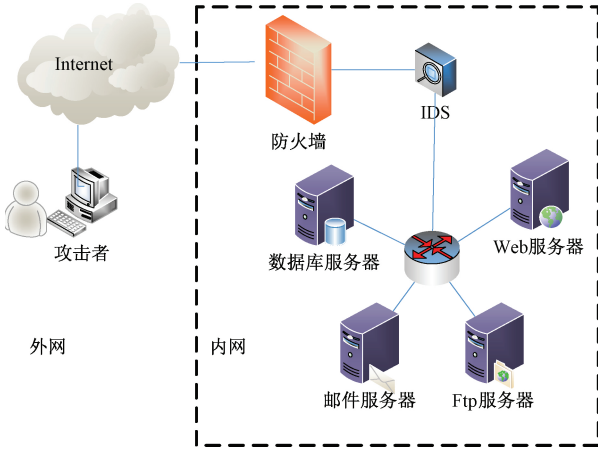 Internet
防火墙
IDS
攻击者
数据库服务器
Web服务器
外网
内网
邮件服务器
Ftp服务器